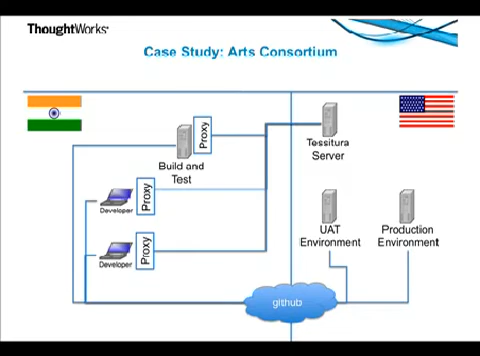 ThoughtWorks®
Case Study: Arts Consortium
Proxy
Tessitura
Server
Build and
Test
Proxy
Developer
UAT
Environment
Production
Environment
Proxy
Developer
github